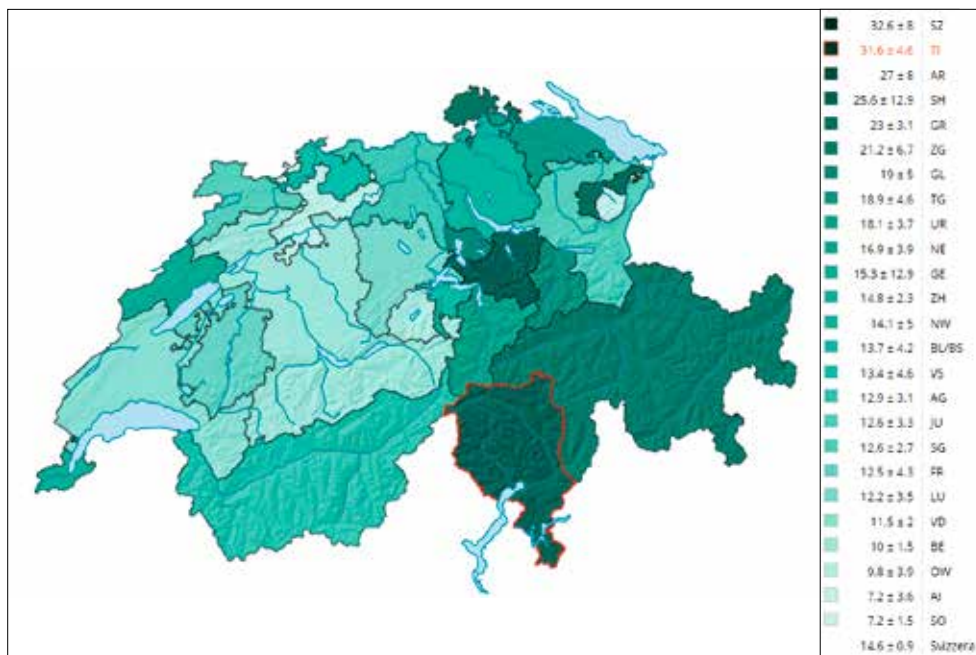 32.6 ± 8 SZ
31.6 ± 4.6 TI
27 ± 8 AR
25.6 ± 12.9 SH
23 ± 3.1 GR
21.2 ± 6.7 ZG
19 ± 5 GL
18.9 ± 4.6 TG
18.1 ± 3.7 UR
16.9 ± 3.9 NE
15.3 ± 12.9 GE
14.8 ± 2.3 ZH
14.1 ± 5 NW
13.7 ± 4.2 BL/BS
13.4 ± 4.6 VS
12.9 ± 3.1 AG
12.6 ± 3.3 JU
12.6 ± 2.7 SG
12.5 ± 4.3 FR
12.2 ± 3.5 LU
11.5 ± 2 VD
10 ± 1.5 BE
9.8 ± 3.9 OW
7.2 ± 3.6 AI
7.2 ± 1.5 SO
14.6 ± 0.9 Svizzera